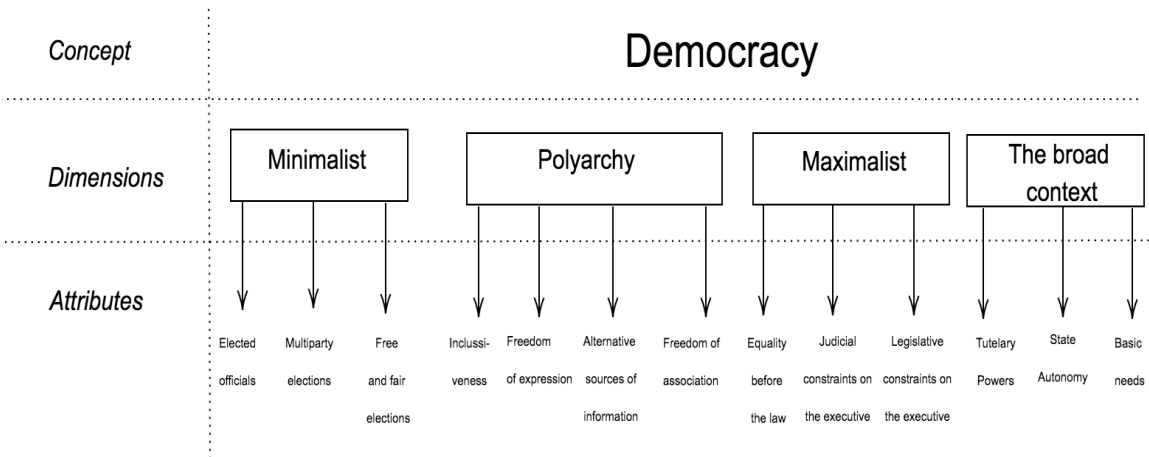 Concept
Democracy
Dimensions
Minimalist
Polyarchy
Maximalist
The broad
context
Attributes
Elected
officials
Multiparty
elections
Free
and fair
elections
Inclussi-
veness
Freedom
of expression
Alternative
sources of
information
Freedom of
association
Equality
before
the law
Judicial
constraints on
the executive
Legislative
constraints on
the executive
Tutelary
Powers
State
Autonomy
Basic
needs